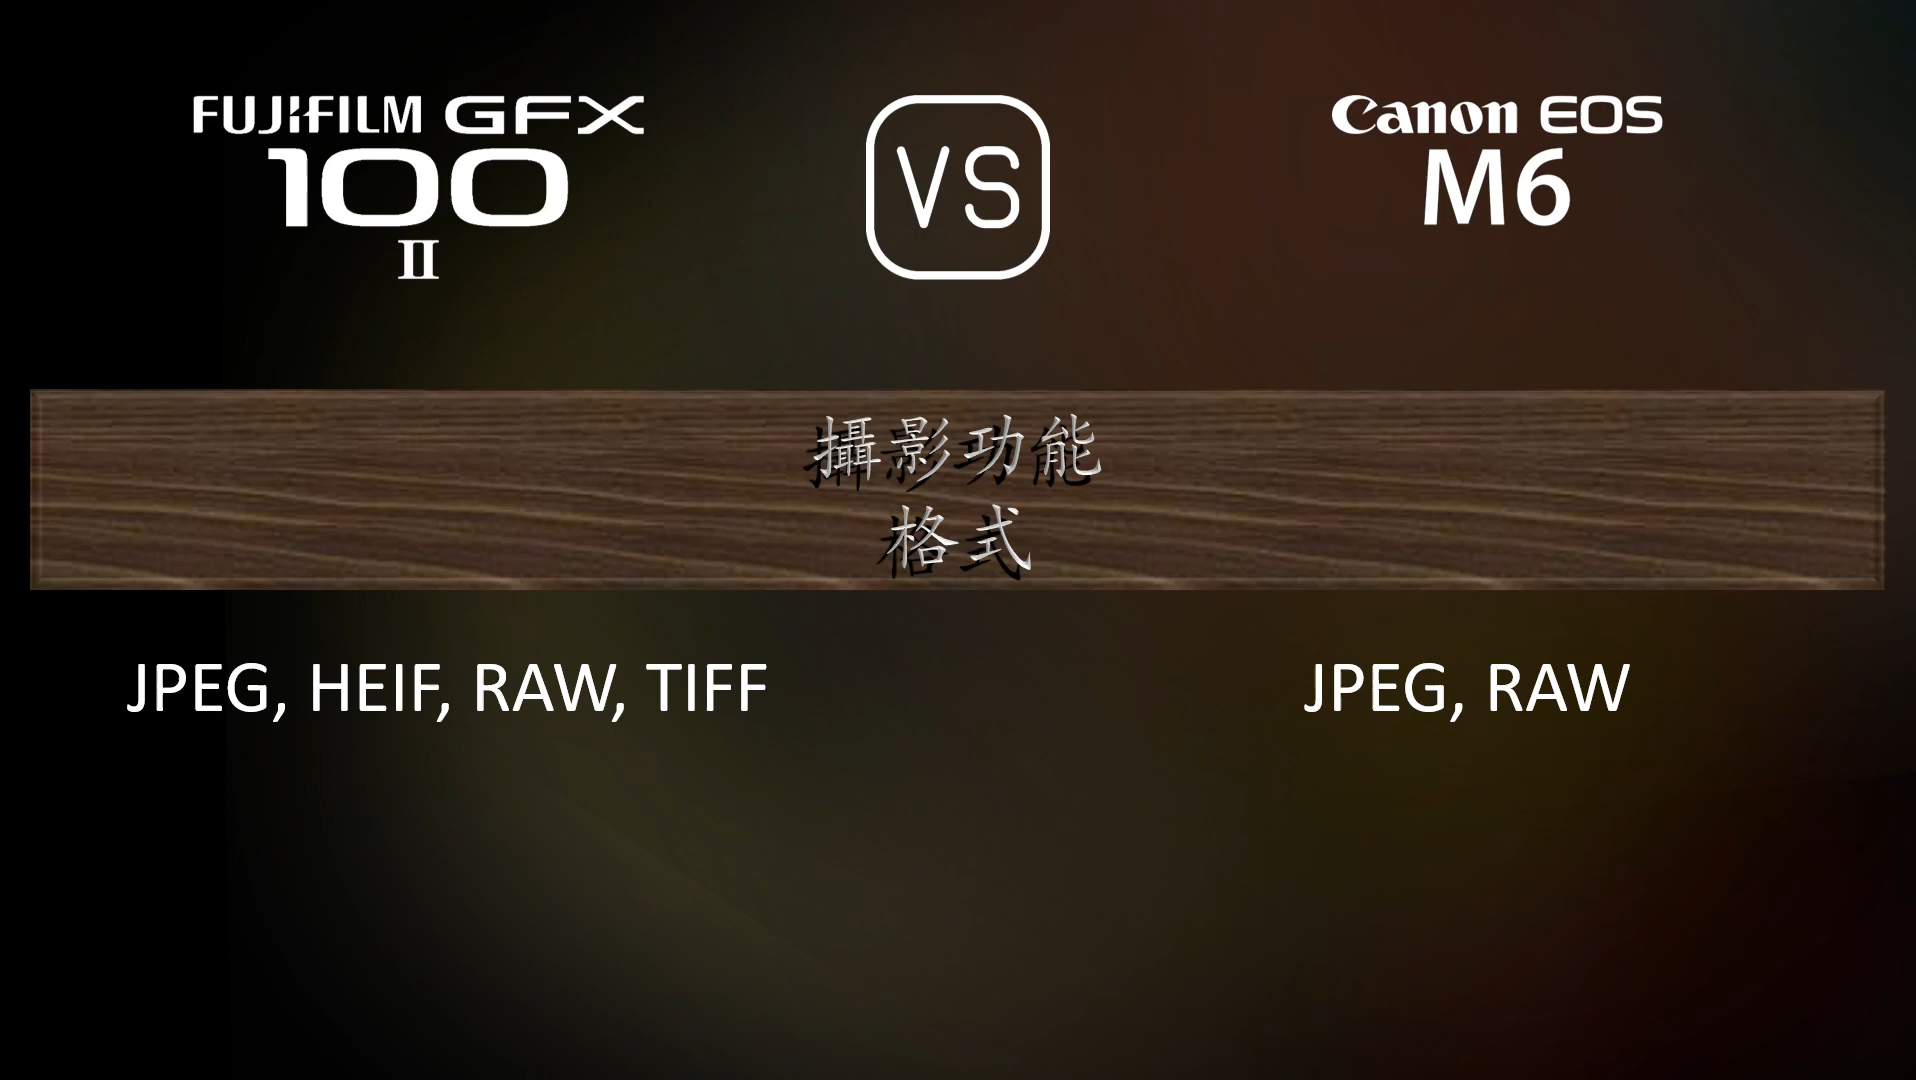 FUJIFILM GFX
100
II
VS
Canon EOS
M6
攝影功能
格式
JPEG, HEIF, RAW, TIFF
JPEG, RAW